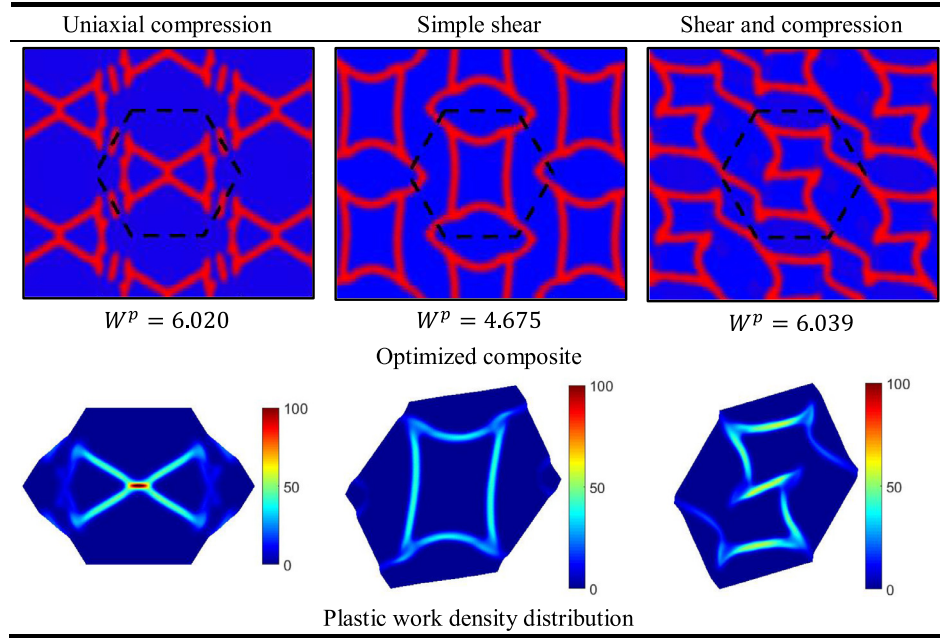 Uniaxial compression Simple shear Shear and compression
W^p = 6.020 W^p = 4.675 W^p = 6.039
Optimized composite
100 100 100
50 50 50
0 0 0
Plastic work density distribution